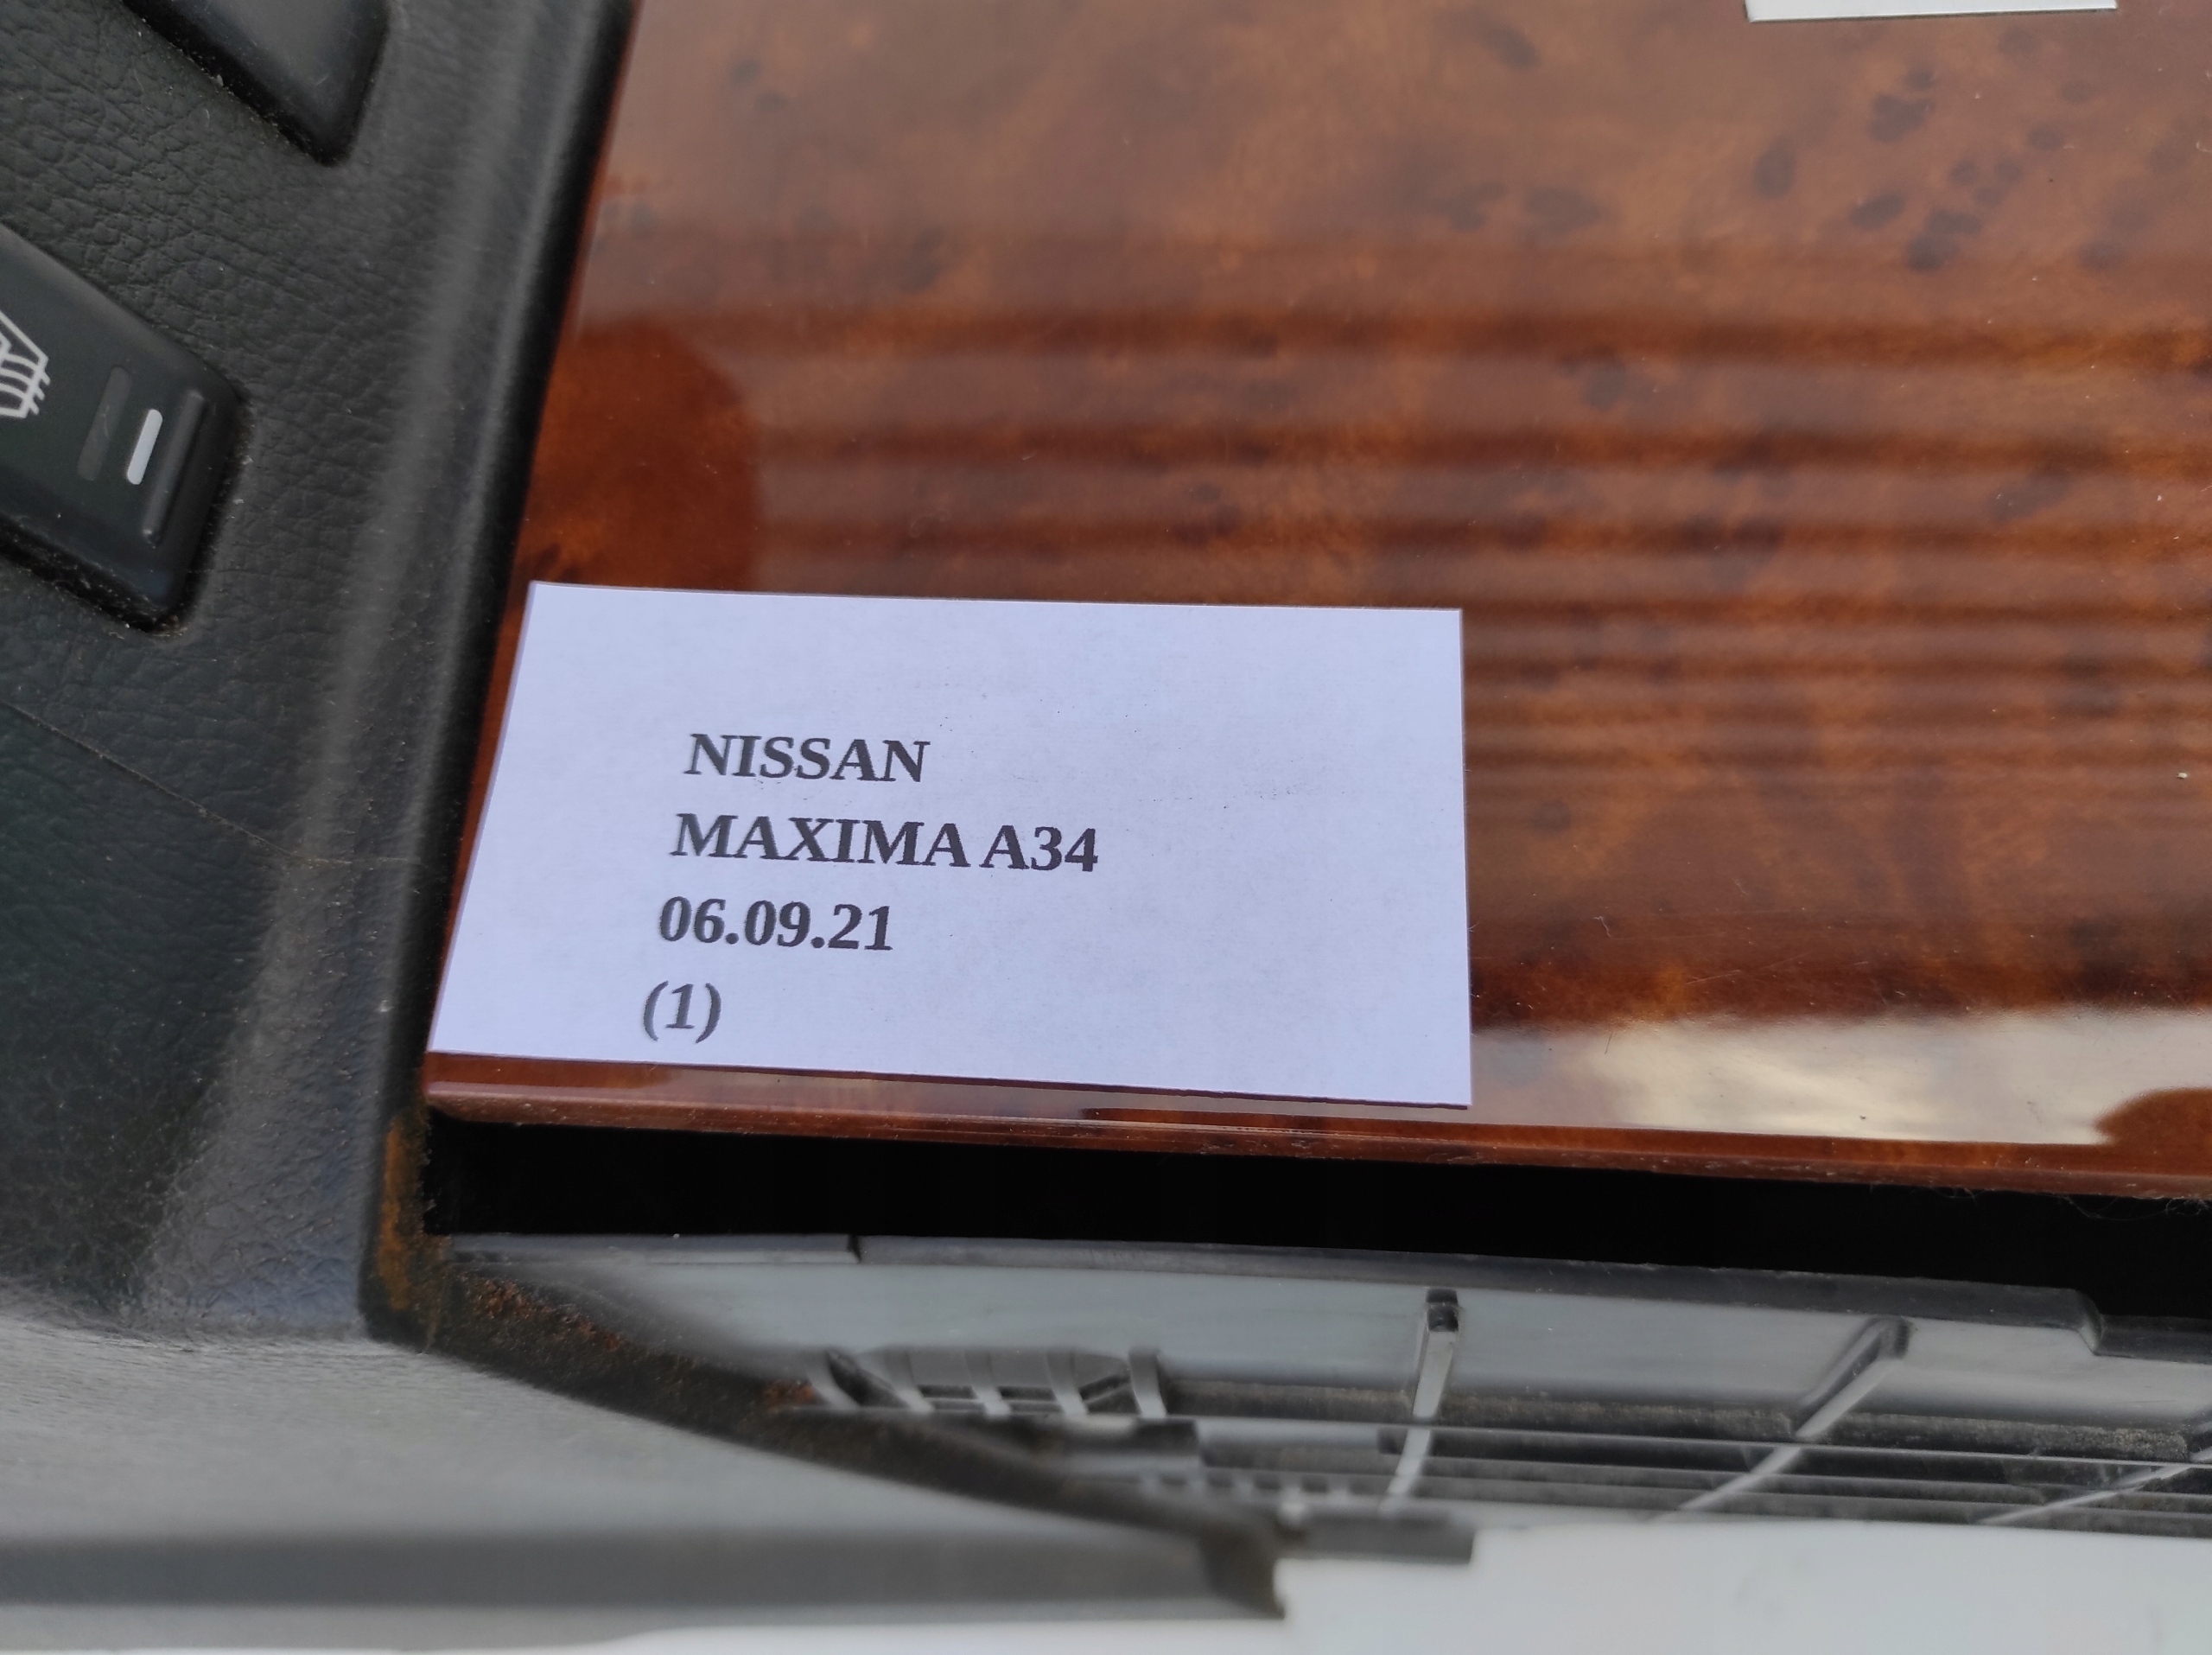 NISSAN
MAXIMA A34
06.09.21
(1)